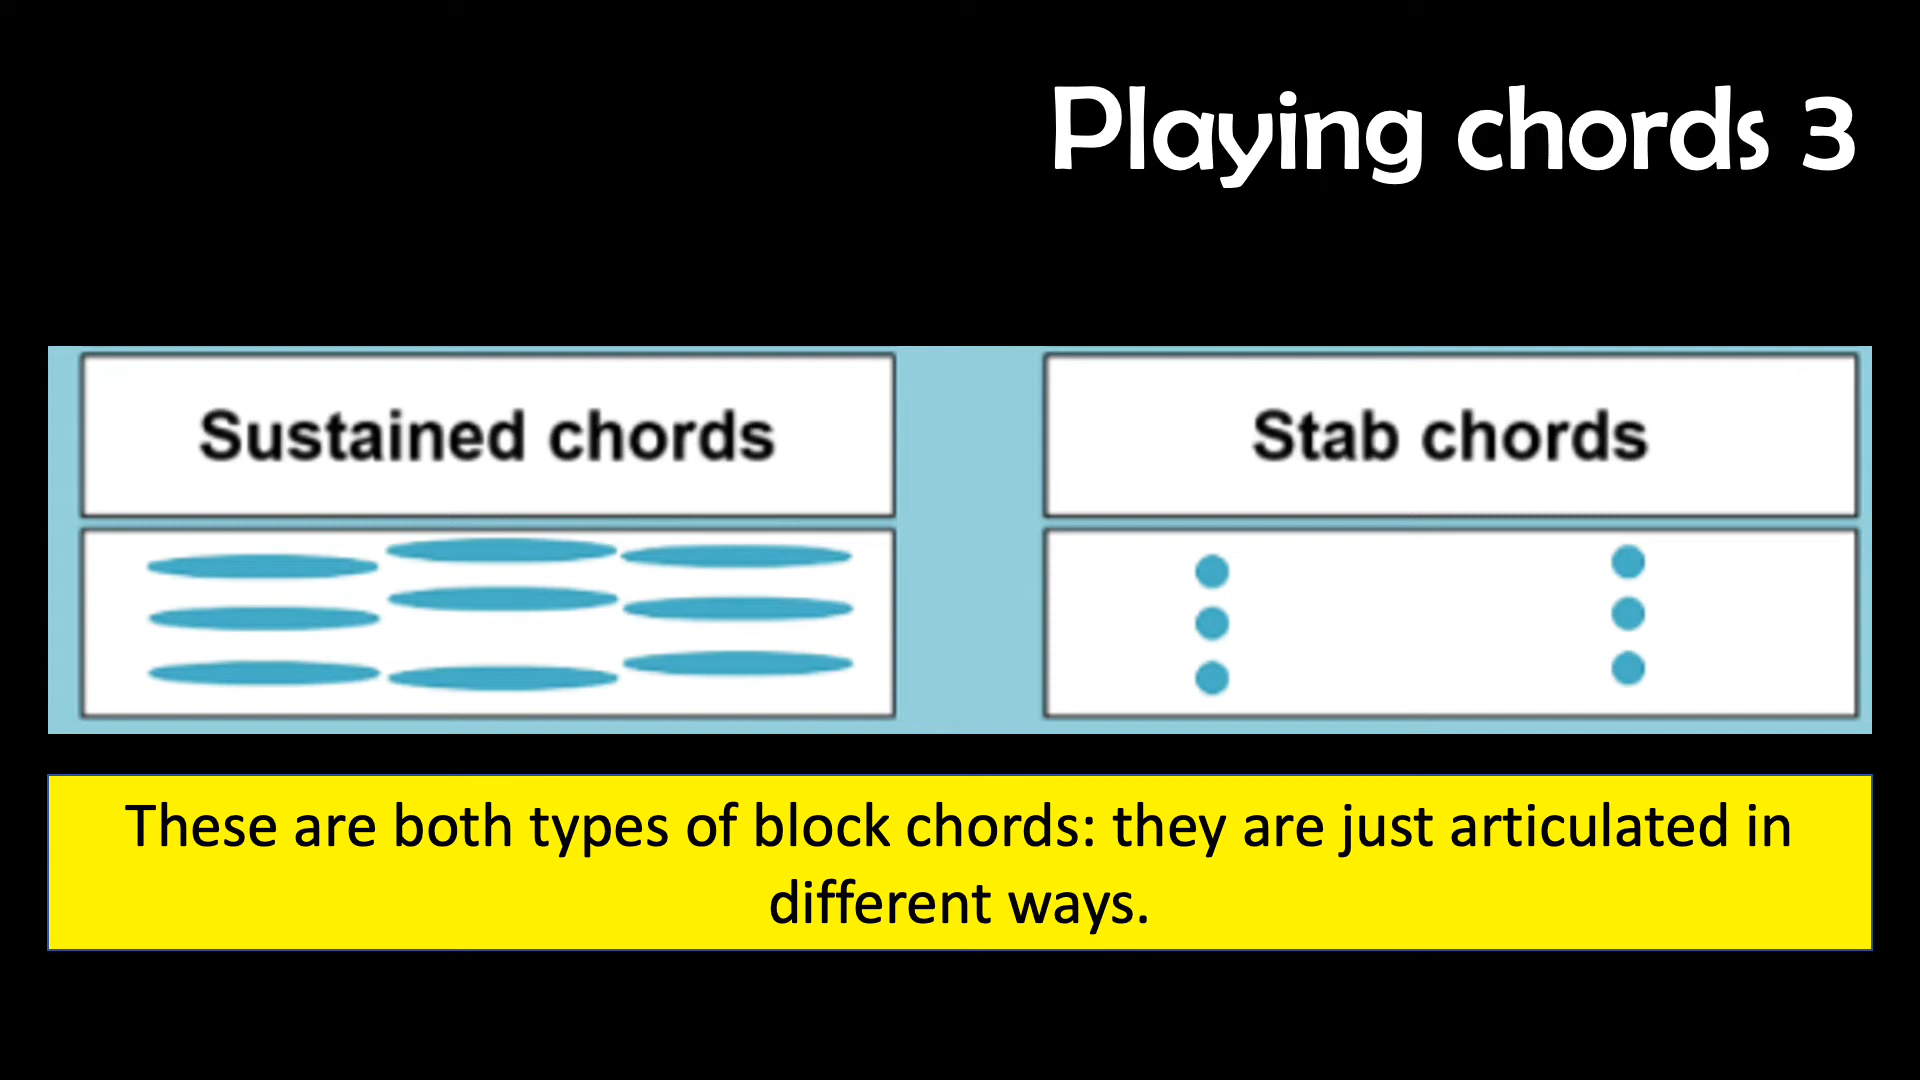 Playing chords 3
Sustained chords
Stab chords
These are both types of block chords: they are just articulated in
different ways.